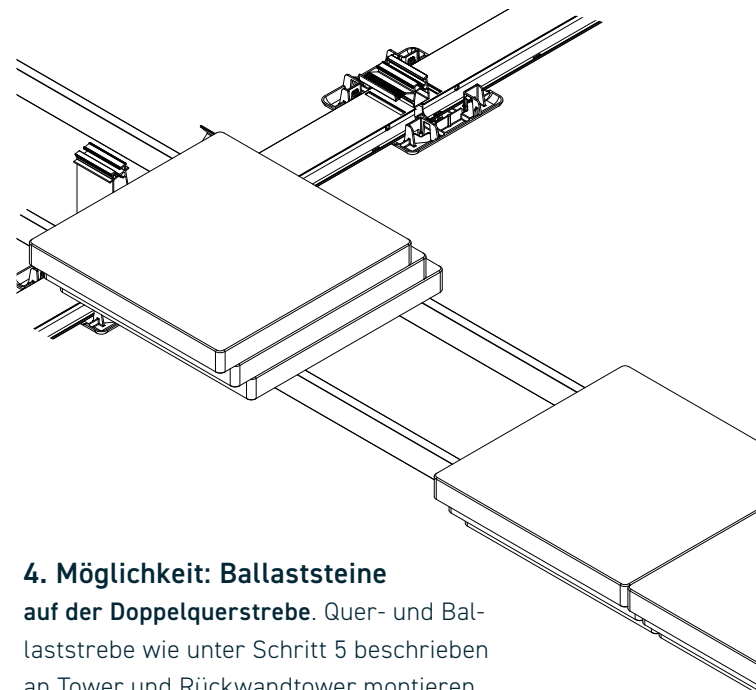 4. Möglichkeit: Ballaststeine
auf der Doppelquerstrebe. Quer- und Bal-
laststrebe wie unter Schritt 5 beschrieben
an Tower und Rückwandtower montieren